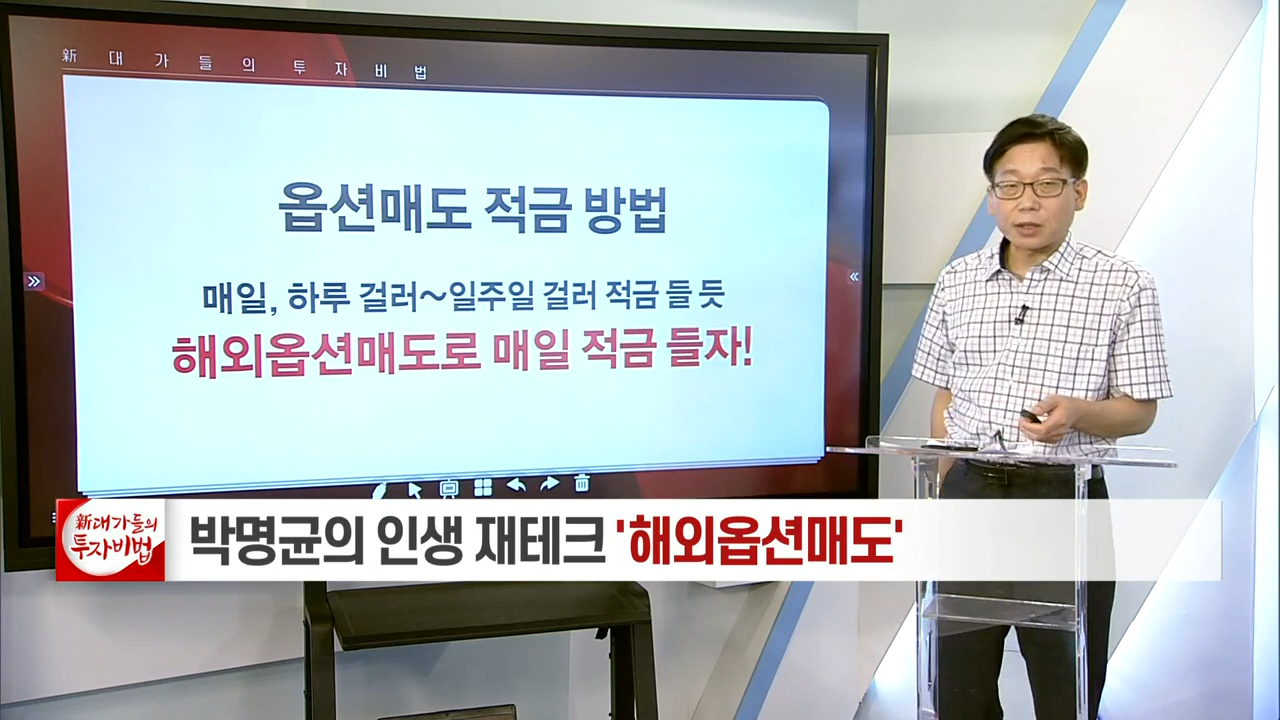 新 대 가 들 의 투 자 비 법
옵션매도 적금 방법
매일, 하루 걸러~일주일 걸러 적금 들 듯
해외옵션매도로 매일 적금 들자!
新대가들의
투자비법
박명균의 인생 재테크 '해외옵션매도'